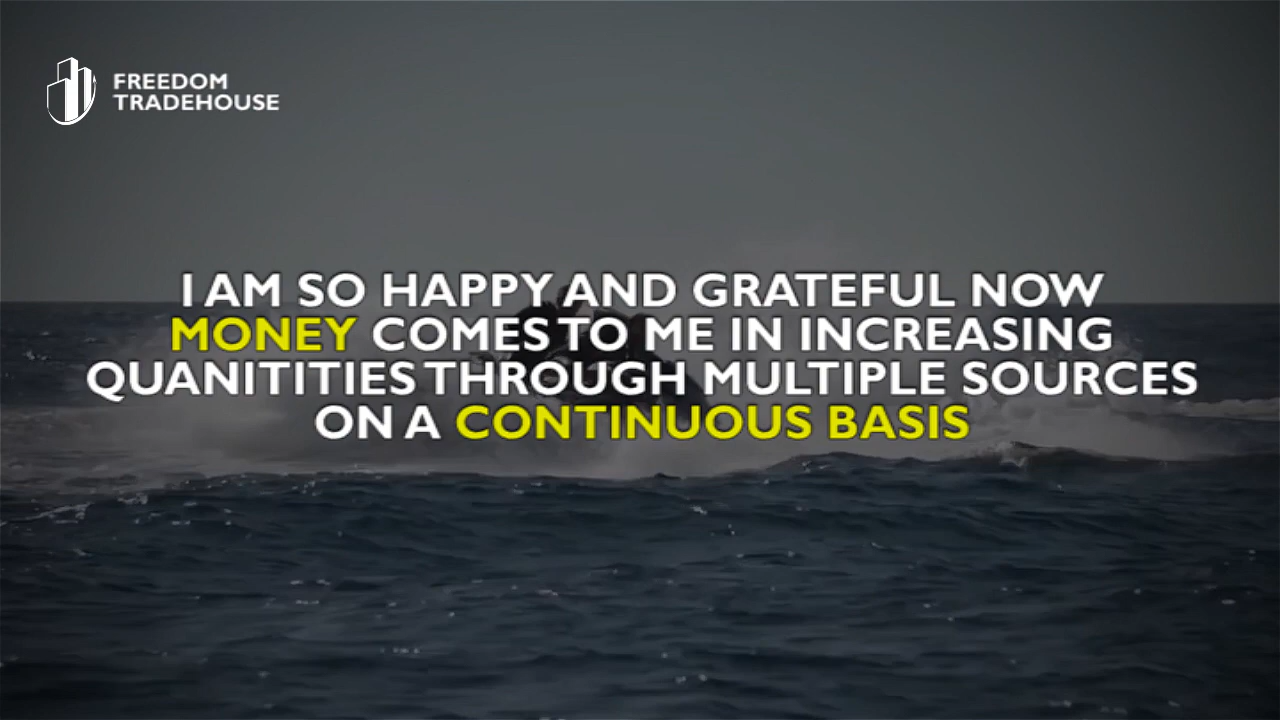 FREEDOM
TRADEHOUSE
I AM SO HAPPY AND GRATEFUL NOW
MONEY COMES TO ME IN INCREASING
QUANITITIES THROUGH MULTIPLE SOURCES
ON A CONTINUOUS BASIS